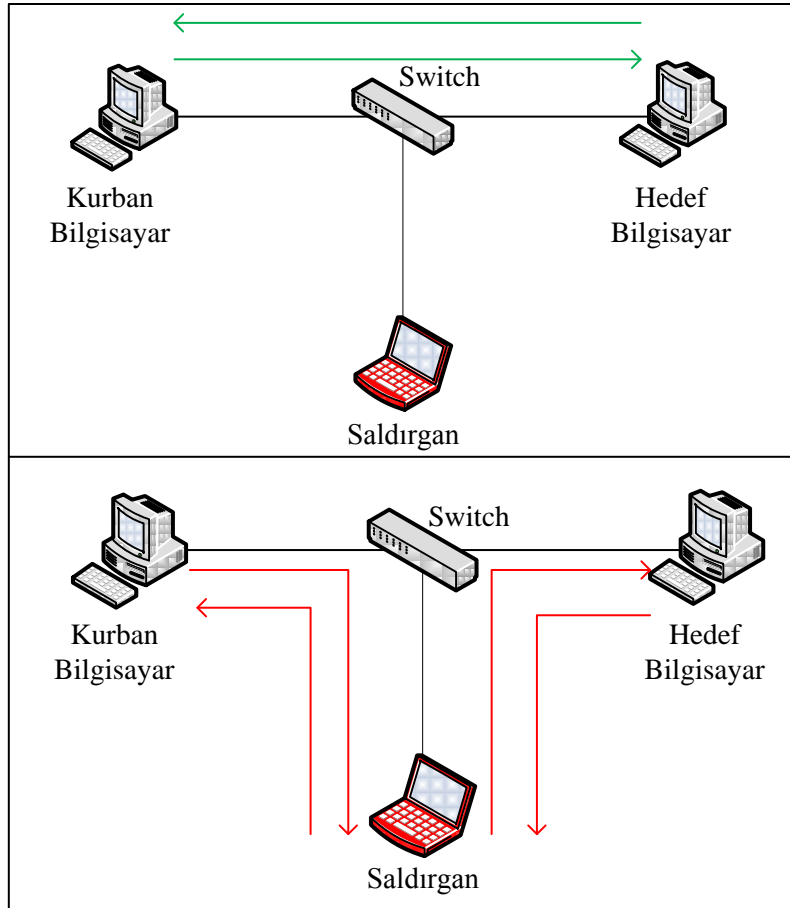 Switch
Kurban
Bilgisayar
Hedef
Bilgisayar
Saldırgan
Switch
Kurban
Bilgisayar
Hedef
Bilgisayar
Saldırgan